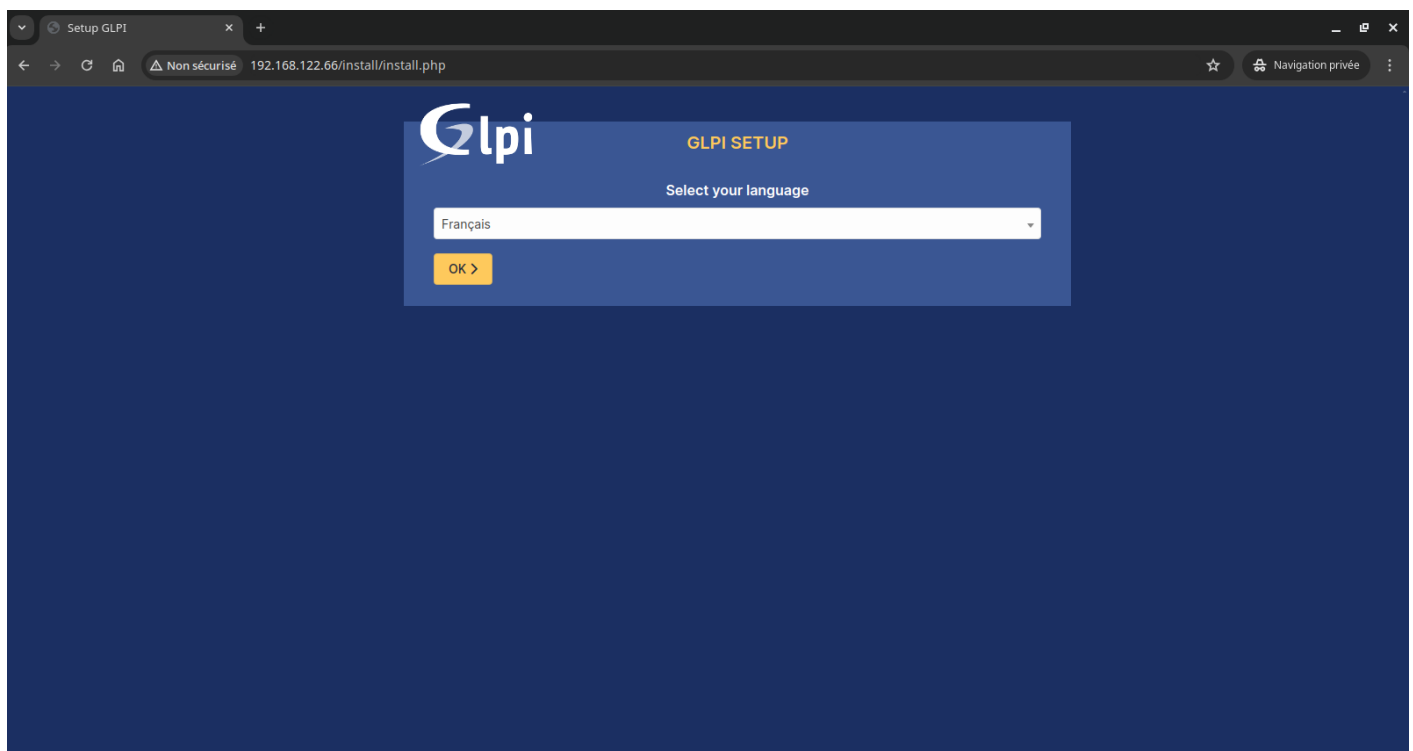 Setup GLPI
Non sécurisé 192.168.122.66/install/install.php
Navigation privée
Glpi
GLPI SETUP
Select your language
Français
OK